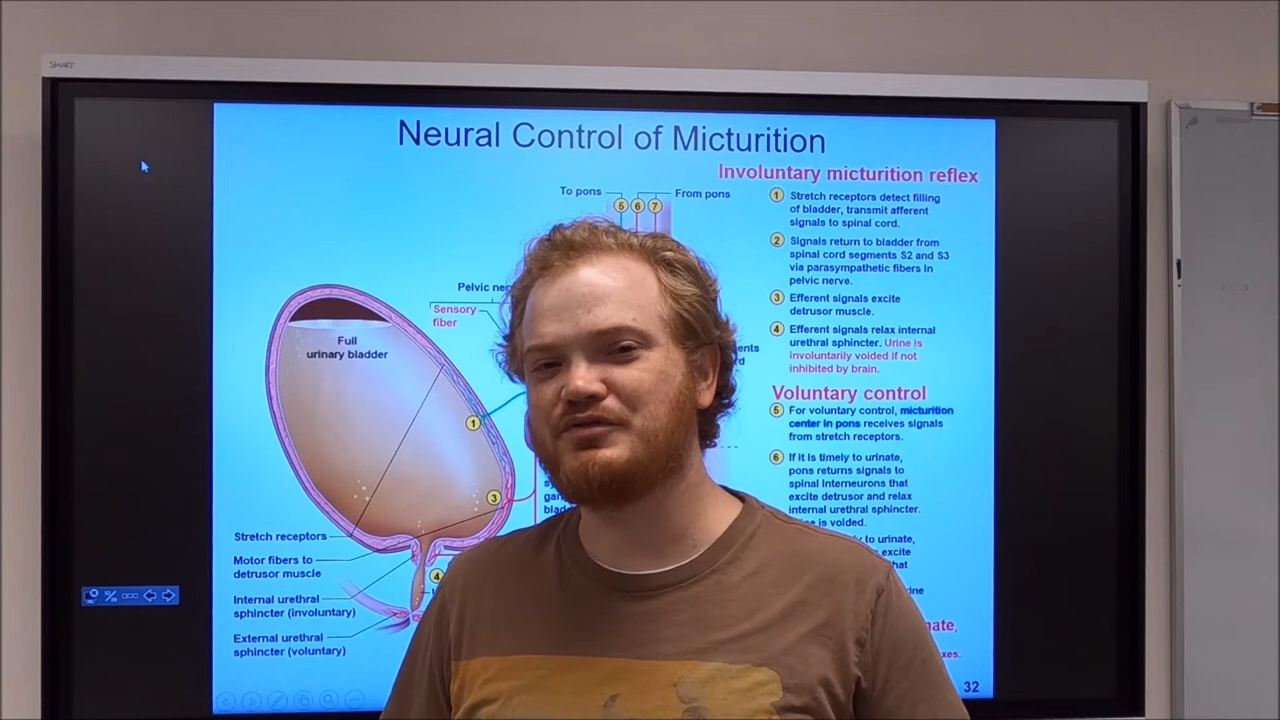 SMART
Neural Control of Micturition
To pons
From pons
5 6 7
Pelvic
Sensory
fiber
Full
urinary bladder
1
3
4
Stretch receptors
Motor fibers to
detrusor muscle
Internal urethral
sphincter (involuntary)
External urethral
sphincter (voluntary)
Involuntary micturition reflex
1 Stretch receptors detect filling
of bladder, transmit afferent
signals to spinal cord.
2 Signals return to bladder from
spinal cord segments S2 and S3
via parasympathetic fibers in
pelvic nerve.
3 Efferent signals excite
detrusor muscle.
4 Efferent signals relax internal
urethral sphincter. Urine is
involuntarily voided if not
inhibited by brain.
Voluntary control
5 For voluntary control, micturition
center in pons receives signals
from stretch receptors.
6 If it is timely to urinate,
pons returns signals to
spinal interneurons that
excite detrusor and relax
internal urethral sphincter.
is voided.
to urinate,
excite
32